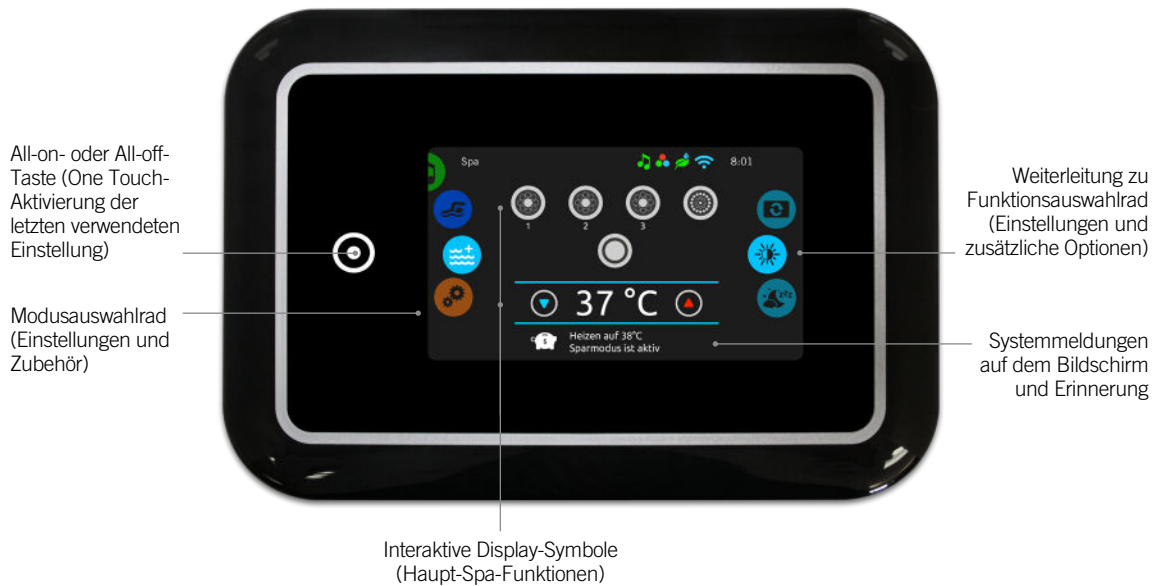 All-on- oder All-off-
Taste (One Touch-
Aktivierung der
letzten verwendeten
Einstellung)
Modusauswahlrad
(Einstellungen und
Zubehör)
Spa
8:01
1
2
3
37 °C
Heizen auf 38°C
Sparmodus ist aktiv
Weiterleitung zu
Funktionsauswahlrad
(Einstellungen und
zusätzliche Optionen)
Systemmeldungen
auf dem Bildschirm
und Erinnerung
Interaktive Display-Symbole
(Haupt-Spa-Funktionen)